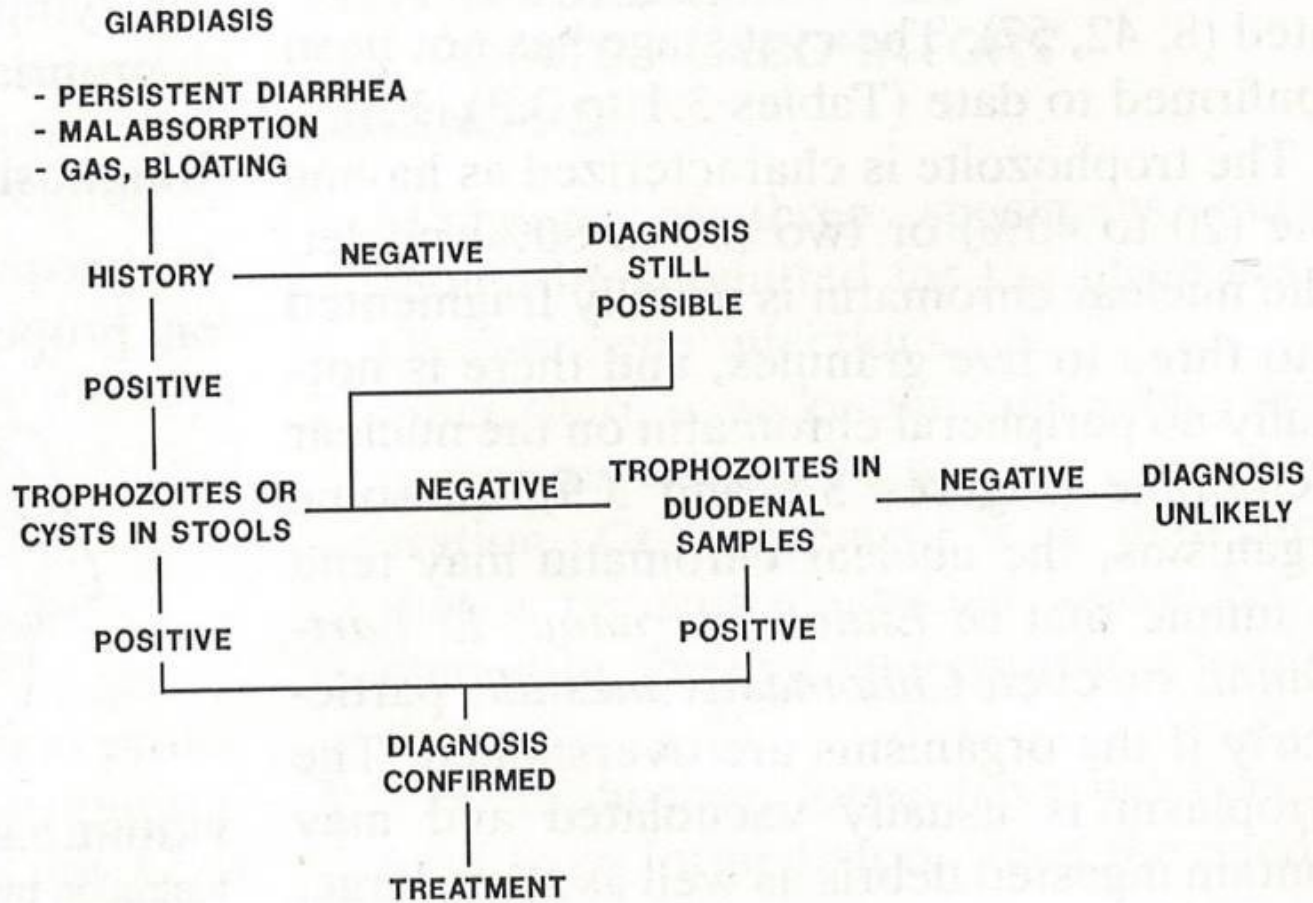 GIARDIASIS
- PERSISTENT DIARRHEA
- MALABSORPTION
- GAS, BLOATING
HISTORY
NEGATIVE
DIAGNOSIS
STILL
POSSIBLE
POSITIVE
TROPHOZOITES OR
CYSTS IN STOOLS
NEGATIVE
TROPHOZOITES IN
DUODENAL
SAMPLES
NEGATIVE
DIAGNOSIS
UNLIKELY
POSITIVE
POSITIVE
DIAGNOSIS
CONFIRMED
TREATMENT